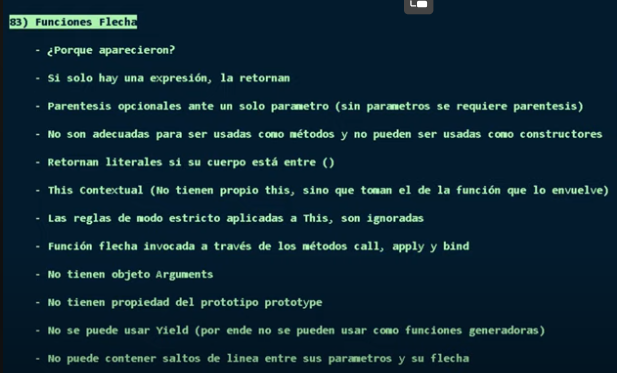 83) Funciones Flecha
- ¿Porque aparecieron?
- Si solo hay una expresión, la retornan
- Parentesis opcionales ante un solo parametro (sin parametros se requiere parentesis)
- No son adecuadas para ser usadas como métodos y no pueden ser usadas como constructores
- Retornan literales si su cuerpo está entre ()
- This Contextual (No tienen propio this, sino que toman el de la función que lo envuelve)
- Las reglas de modo estricto aplicadas a This, son ignoradas
- Función flecha invocada a través de los métodos call, apply y bind
- No tienen objeto Arguments
- No tienen propiedad del prototipo prototype
- No se puede usar Yield (por ende no se pueden usar como funciones generadoras)
- No puede contener saltos de linea entre sus parametros y su flecha